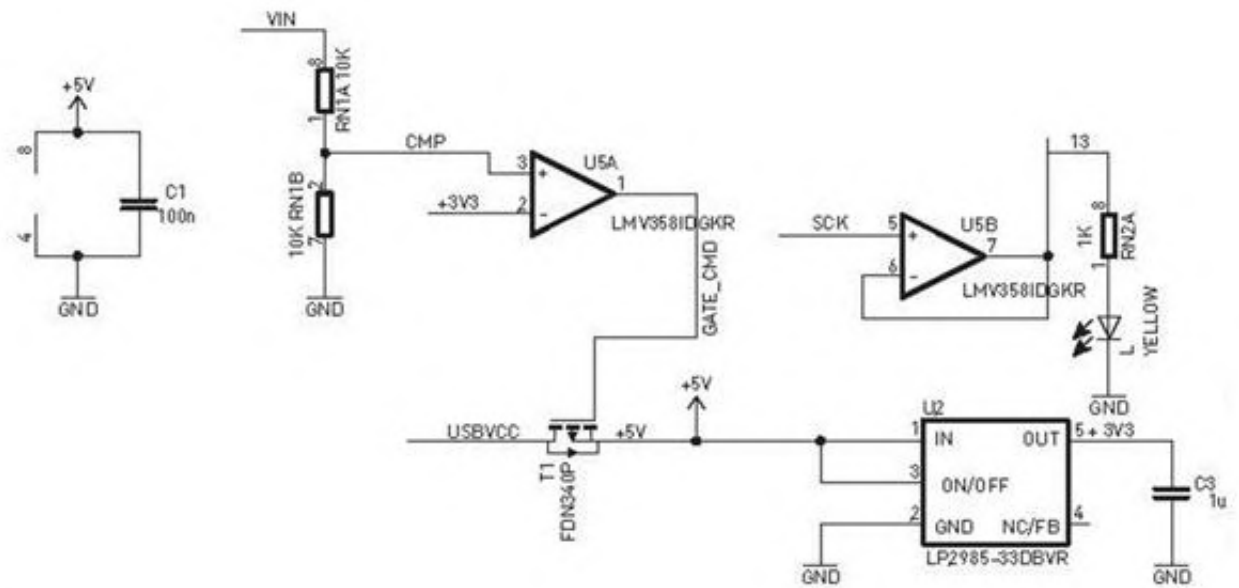 VIN
+5V
8
4
C1
100n
GND
8
RN1A 10K
1
2
10K RN1B
7
GND
CMP
+3V3
3
2
+
-
U5A
1
LMV358IDGKR
GATE_CMD
SCK
5
6
+
-
U5B
7
LMV358IDGKR
13
8
1K
RN2A
1
L
YELLOW
GND
USBVCC
T1
FDN340P
+5V
+5V
U2
1
IN
OUT
5
+3V3
3
ON/OFF
2
GND
NC/FB
4
LP2985-33DBVR
GND
C3
1u
GND